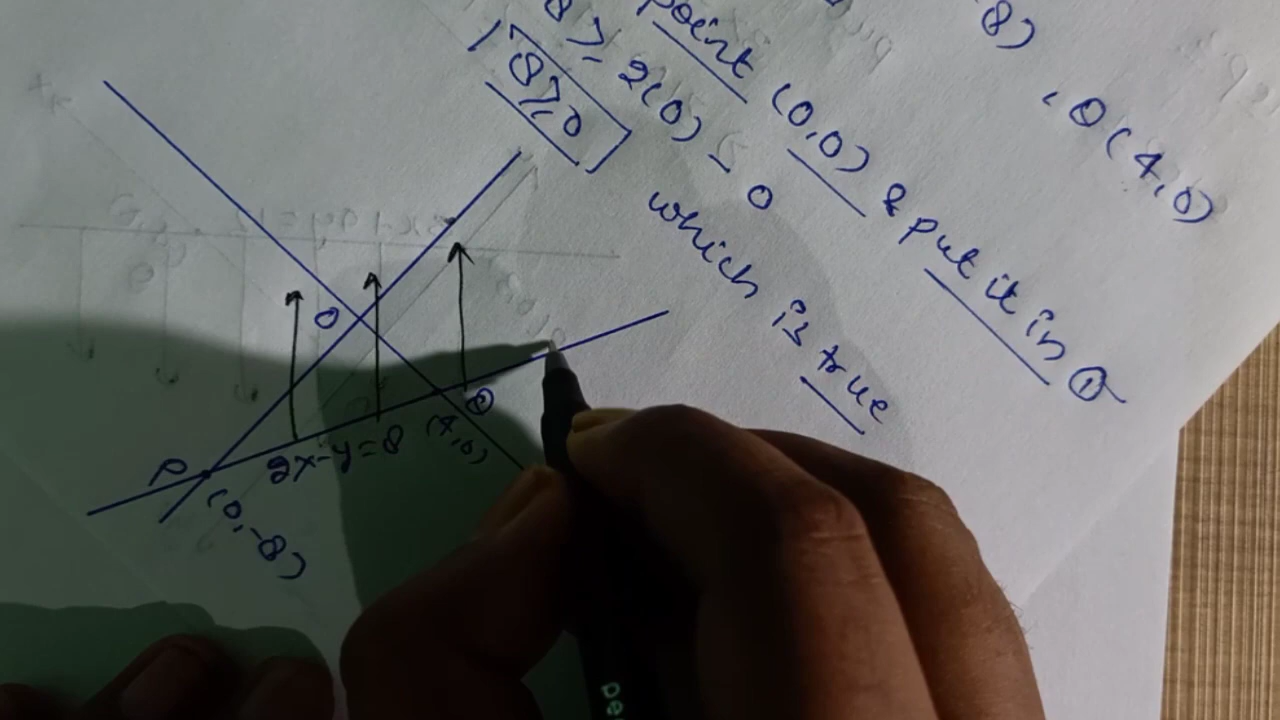 8)
, Q(4,0)
point (0,0) & put it in ①
8 ≥ 2(0) - 0
8≥0
which is true
O
Q
(4,0)
2x-y=8
P
(0,-8)